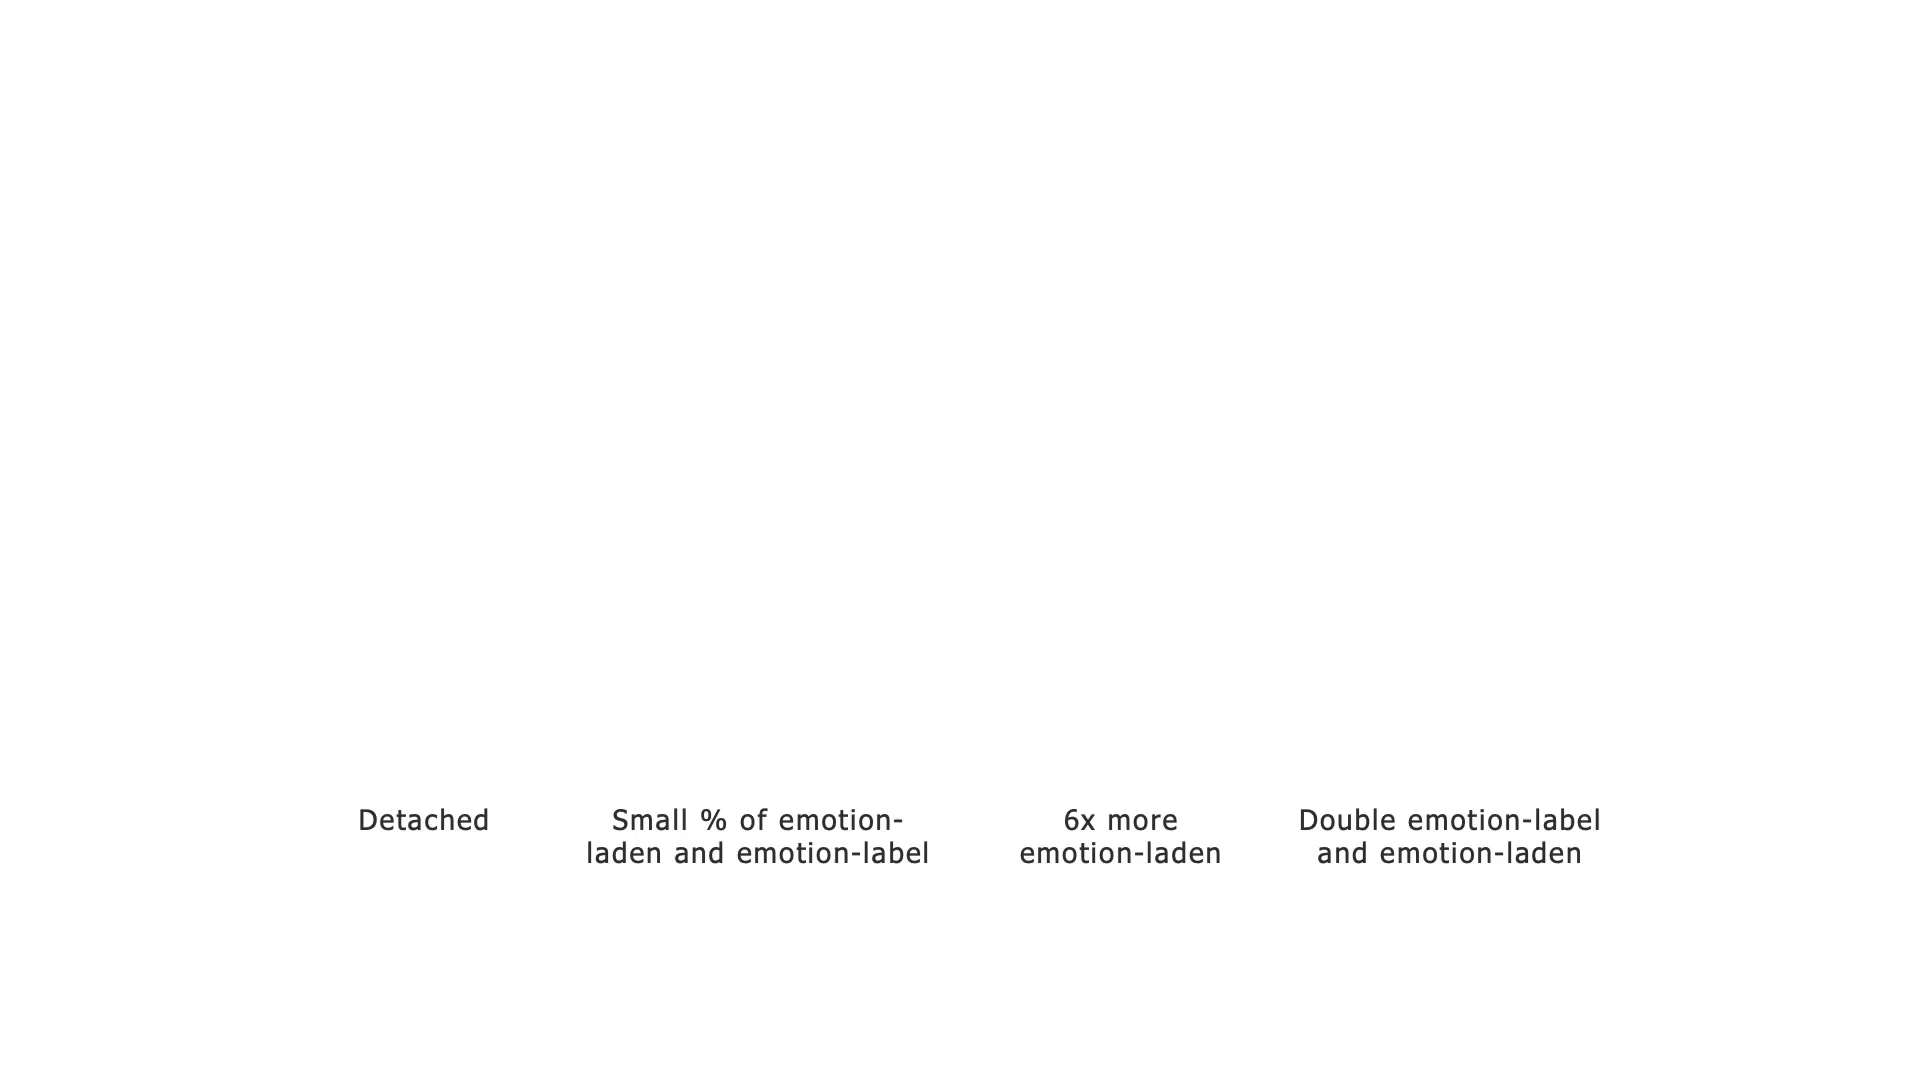 Detached
Small % of emotion-
laden and emotion-label
6x more
emotion-laden
Double emotion-label
and emotion-laden